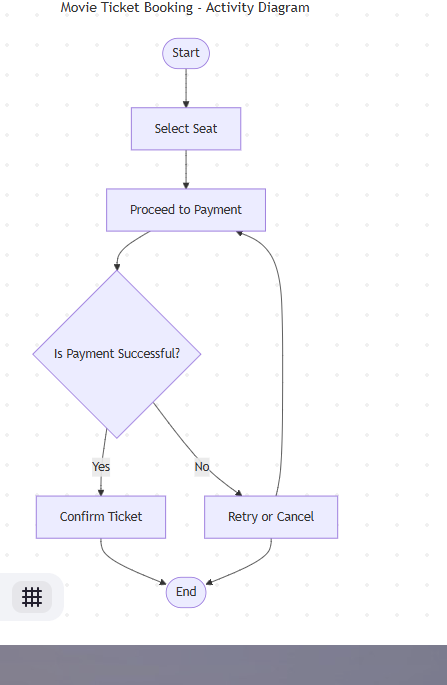 Movie Ticket Booking - Activity Diagram
Start
Select Seat
Proceed to Payment
Is Payment Successful?
Yes
No
Confirm Ticket
Retry or Cancel
End